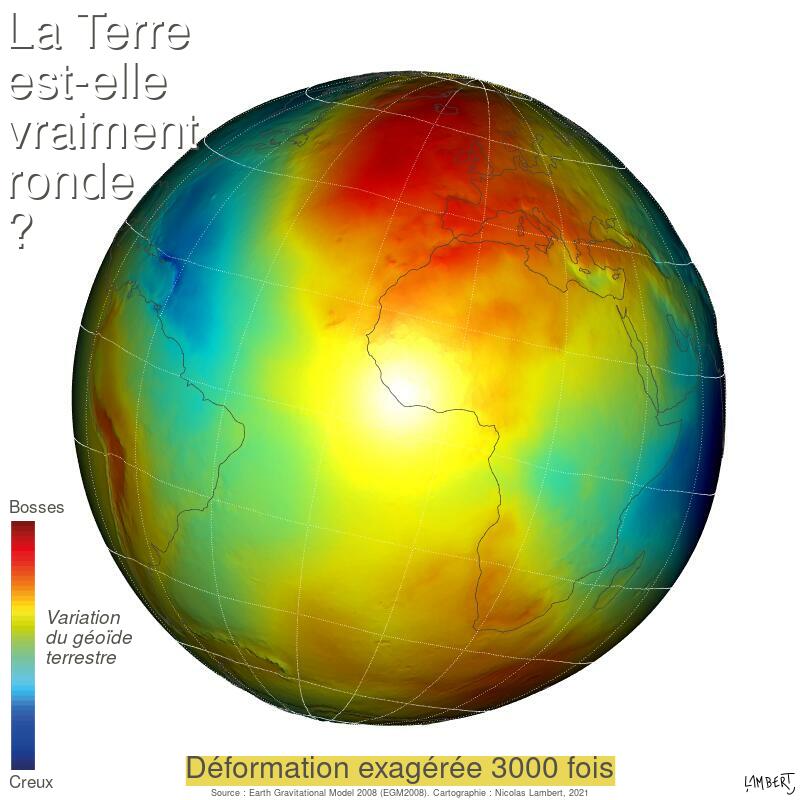 La Terre
est-elle
vraiment
ronde
?
Bosses
Variation
du géoïde
terrestre
Creux
Déformation exagérée 3000 fois
Source : Earth Gravitational Model 2008 (EGM2008). Cartographie : Nicolas Lambert, 2021
LAMBERT